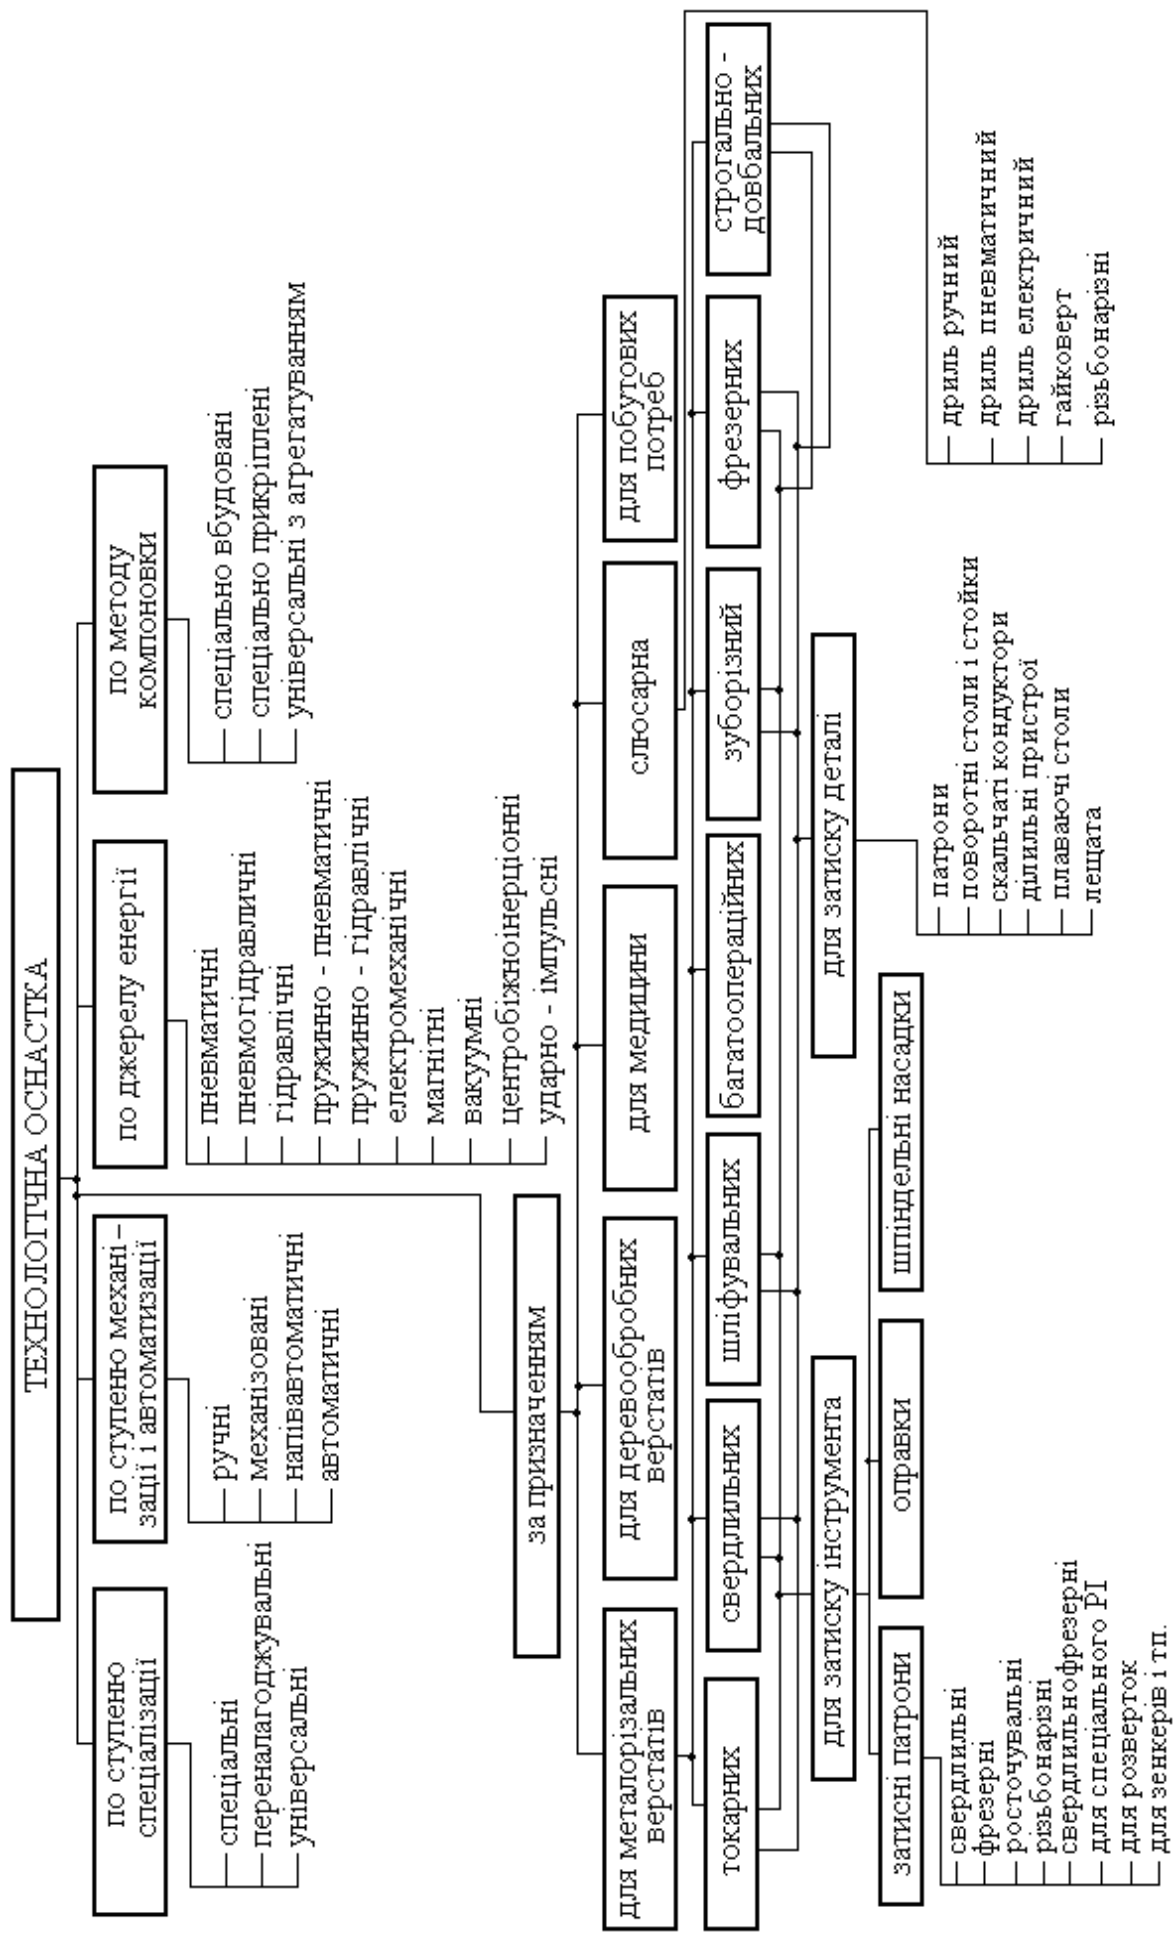 ТЕХНОЛОГІЧНА ОСНАСТКА
по ступеню
спеціалізації
спеціальні
переналагоджувальні
універсальні
по ступеню механі–
зації і автоматизації
ручні
механізовані
напівавтоматичні
автоматичні
по джерелу енергії
пневматичні
пневмогідравличні
гідравлічні
пружинно - пневматичні
пружинно - гідравлічні
електромеханічні
магнітні
вакуумні
центробіжноінерціонні
ударно - імпульсні
по методу
компоновки
спеціально вбудовані
спеціально прикріплені
універсальні з агрегатуванням
за призначенням
для металорізальних
верстатів
для деревообробних
верстатів
для медицини
слюсарна
для побутових
потреб
токарних
свердлильних
шліфувальних
багатоопераційних
зуборізний
фрезерних
строгально -
довбальних
для затиску інструмента
для затиску деталі
патрони
поворотні столи і стойки
скальчаті кондуктори
ділильні пристрої
плаваючі столи
лещата
дриль ручний
дриль пневматичний
дриль електричний
гайковерт
різьбонарізні
затисні патрони
оправки
шпіндельні насадки
свердлильні
фрезерні
росточувальні
різьбонарізні
свердлильнофрезерні
для спеціального РІ
для розверток
для зенкерів і тп.